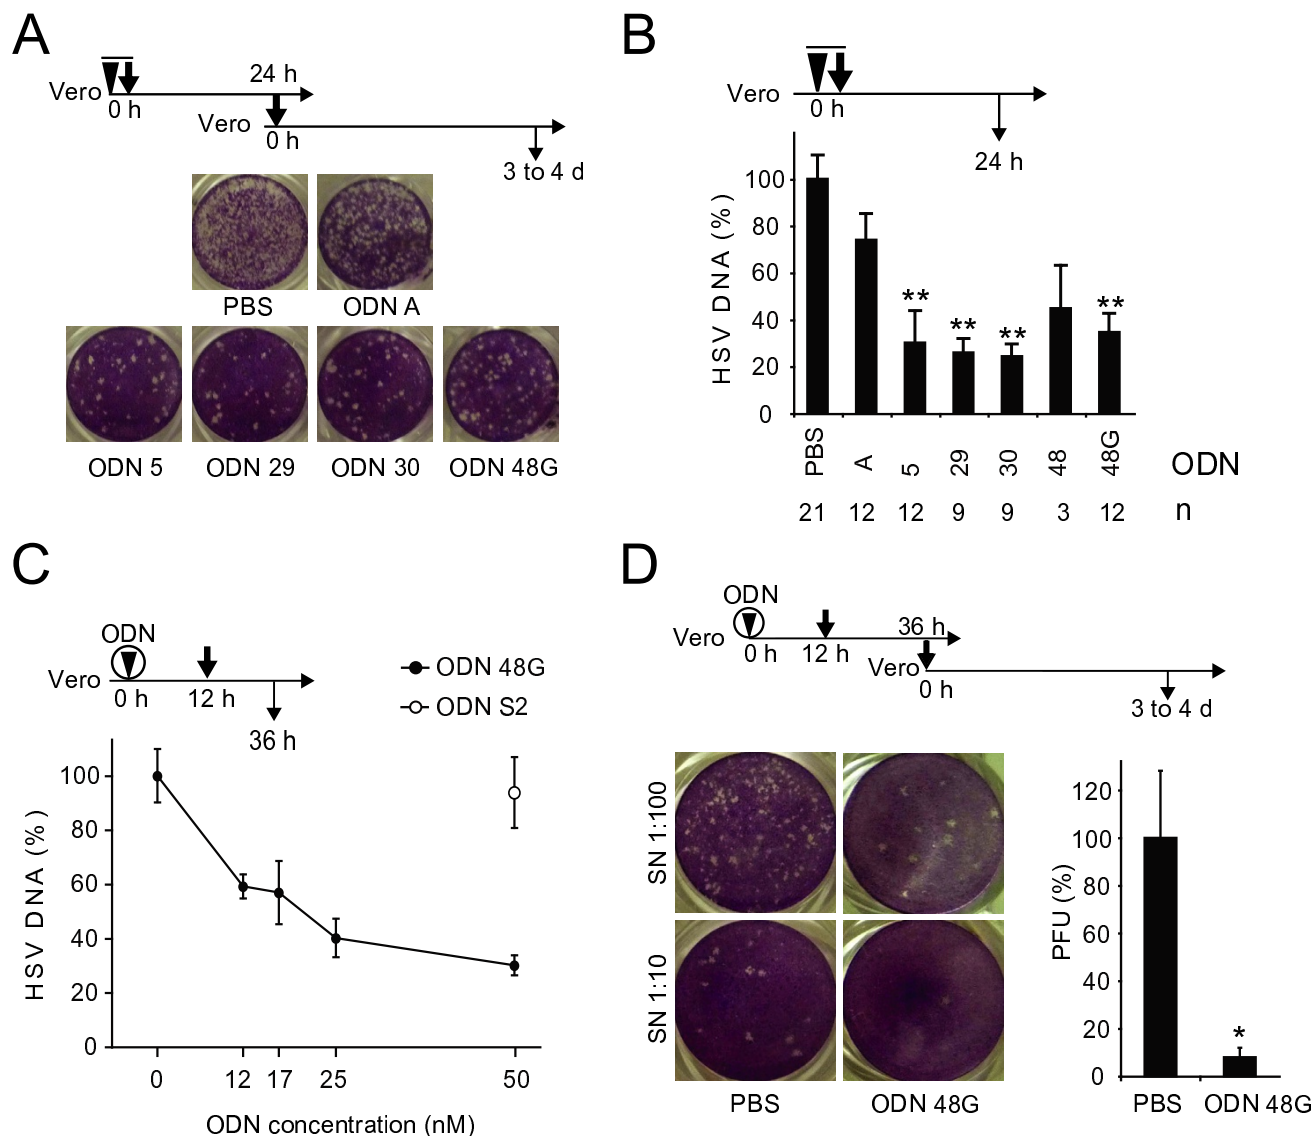 A
Vero
0 h
24 h
Vero
0 h
3 to 4 d
PBS
ODN A
ODN 5
ODN 29
ODN 30
ODN 48G
B
Vero
0 h
24 h
HSV DNA (%)
100
80
60
40
20
0
**
**
**
**
PBS A 5 29 30 48 48G ODN
21 12 12 9 9 3 12 n
C
ODN
Vero
0 h
12 h
36 h
ODN 48G
ODN S2
HSV DNA (%)
100
80
60
40
20
0
0 12 17 25 50
ODN concentration (nM)
D
ODN
Vero
0 h
12 h
36 h
Vero
0 h
3 to 4 d
SN 1:100
SN 1:10
PBS
ODN 48G
PFU (%)
120
100
80
60
40
20
0
*
PBS ODN 48G